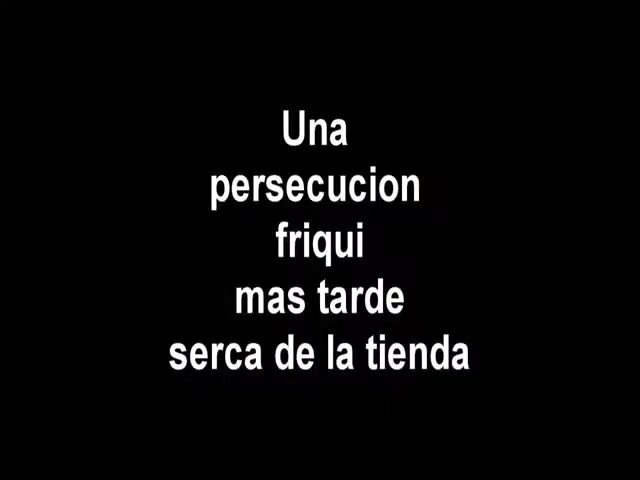 Una
persecucion
friqui
mas tarde
serca de la tienda